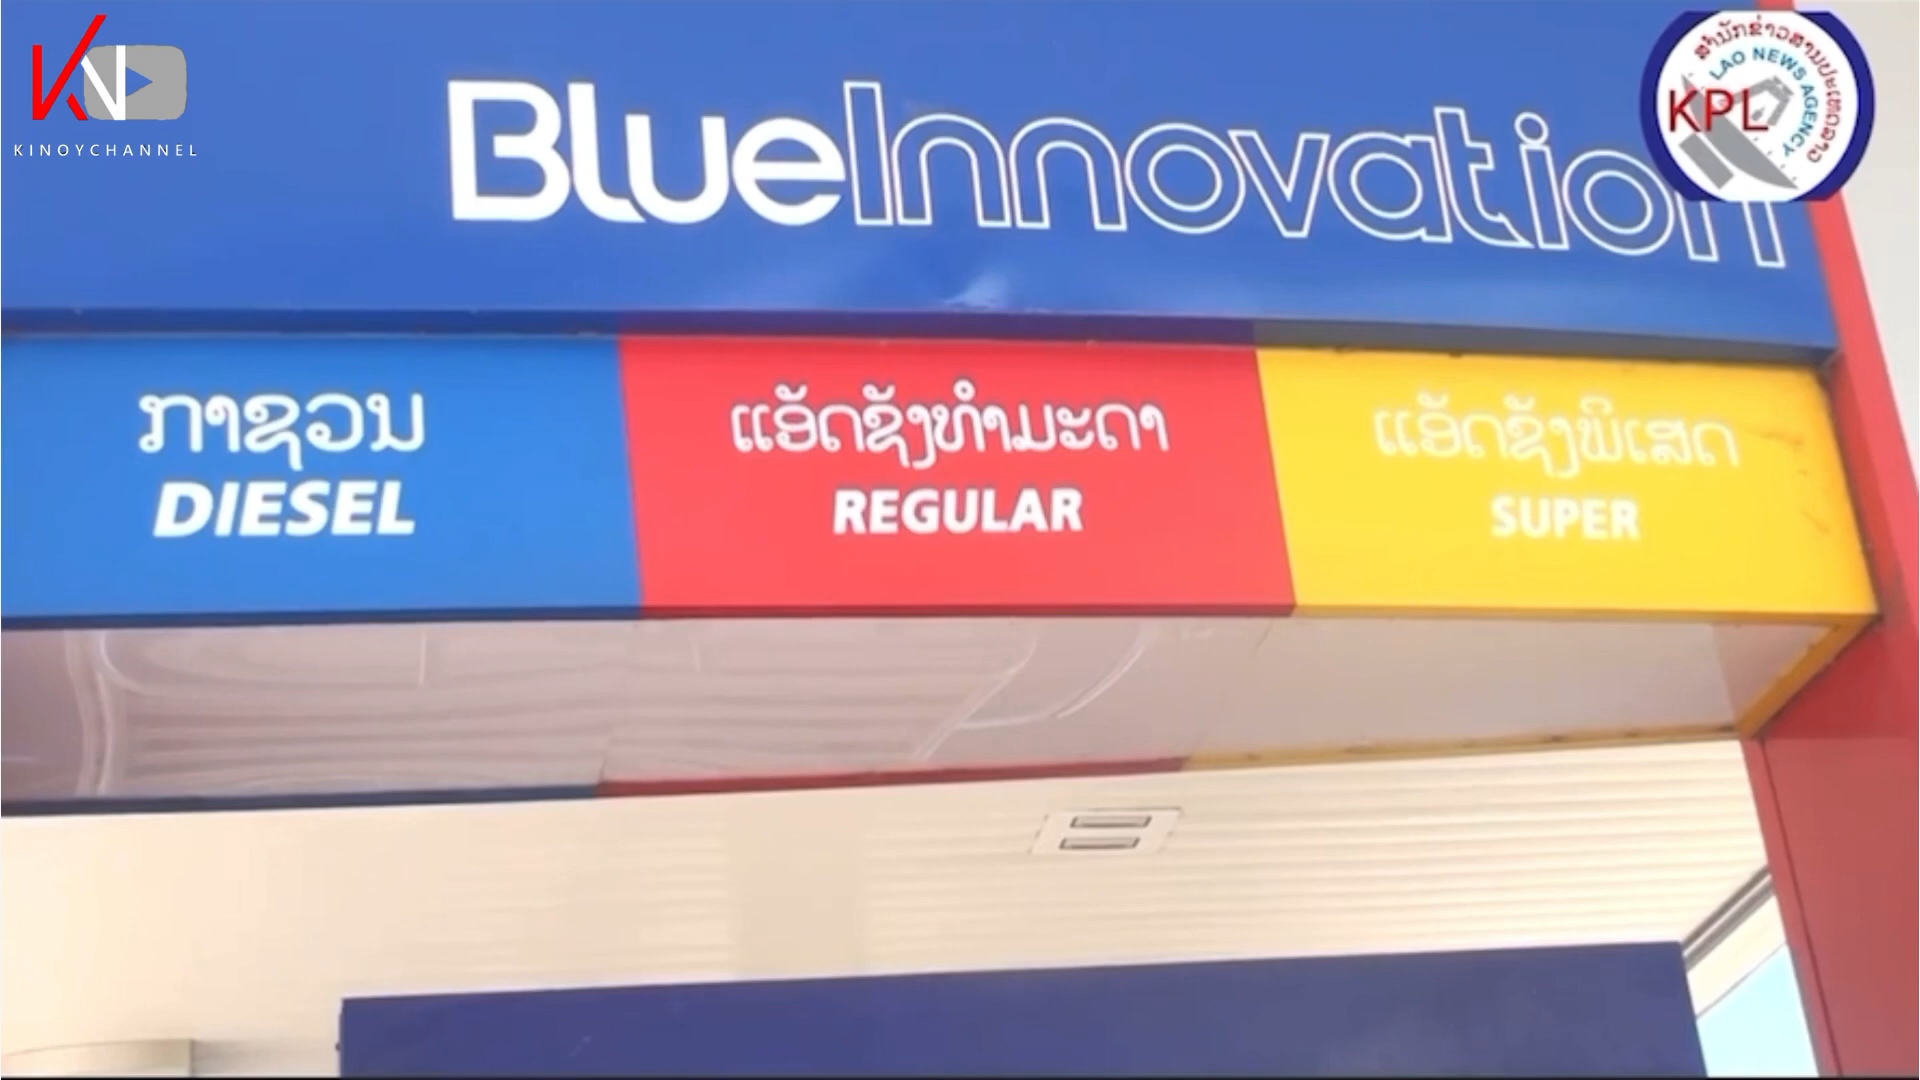 KN
KINOYCHANNEL
BlueInnovation
ສຳນັກຂ່າວສານປະເທດລາວ
LAO NEWS AGENCY
KPL
ກາຊວນ
DIESEL
ແອັດຊັງທຳມະດາ
REGULAR
ແອັດຊັງພິເສດ
SUPER